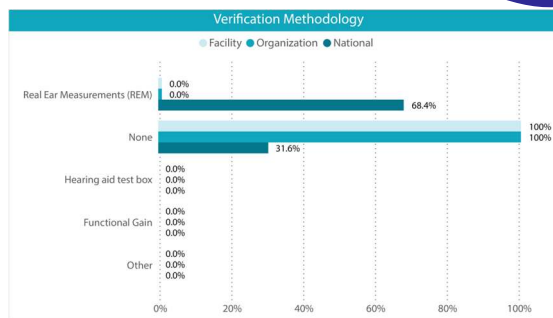 Verification Methodology
Facility Organization National
Real Ear Measurements (REM)
0.0%
0.0%
68.4%
None
100%
100%
31.6%
Hearing aid test box
0.0%
0.0%
0.0%
Functional Gain
0.0%
0.0%
0.0%
Other
0.0%
0.0%
0.0%
0% 20% 40% 60% 80% 100%